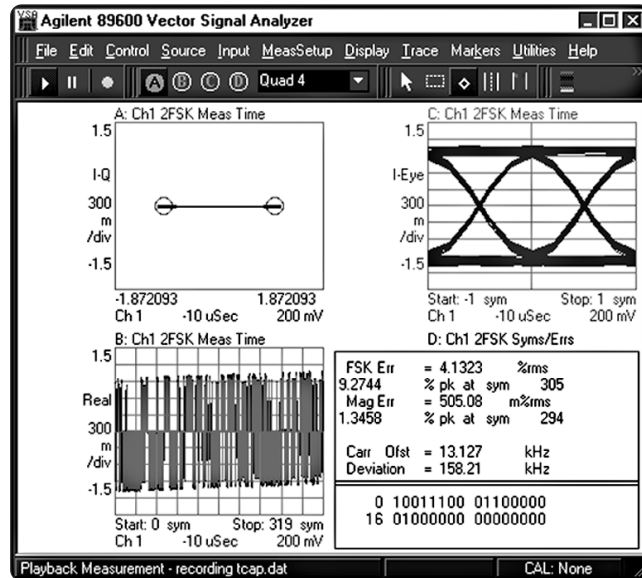 VSA Agilent 89600 Vector Signal Analyzer
File Edit Control Source Input MeasSetup Display Trace Markers Utilities Help
A B C D Quad 4
A: Ch1 2FSK Meas Time
1.5
I-Q
300
m
/div
-1.5
-1.872093 1.872093
Ch 1 -10 uSec 200 mV
C: Ch1 2FSK Meas Time
1.5
I-Eye
300
m
/div
-1.5
Start: -1 sym Stop: 1 sym
Ch 1 -10 uSec 200 mV
B: Ch1 2FSK Meas Time
1.5
Real
300
m
/div
-1.5
Start: 0 sym Stop: 319 sym
Ch 1 -10 uSec 200 mV
D: Ch1 2FSK Syms/Errs
FSK Err = 4.1323 %rms
9.2744 % pk at sym 305
Mag Err = 505.08 m%rms
1.3458 % pk at sym 294
Carr Ofst = 13.127 kHz
Deviation = 158.21 kHz
0 10011100 01100000
16 01000000 00000000
Playback Measurement - recording tcap.dat CAL: None